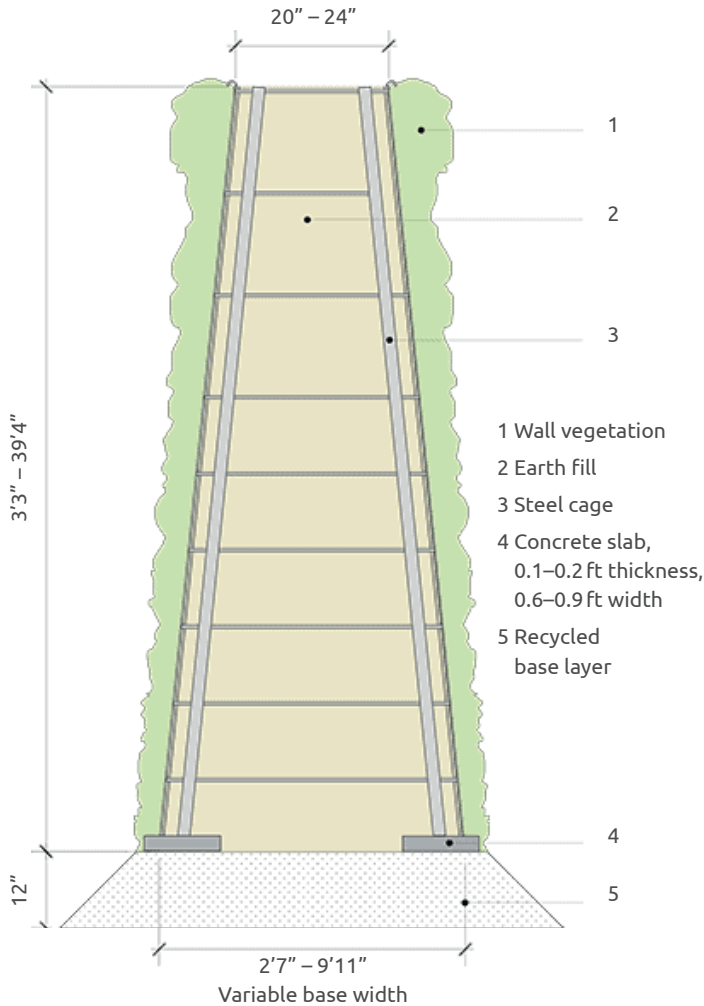 20” – 24”
1
2
3
3’3” – 39’4”
1 Wall vegetation
2 Earth fill
3 Steel cage
4 Concrete slab,
0.1–0.2 ft thickness,
0.6–0.9 ft width
5 Recycled
base layer
4
12”
5
2’7” – 9’11”
Variable base width